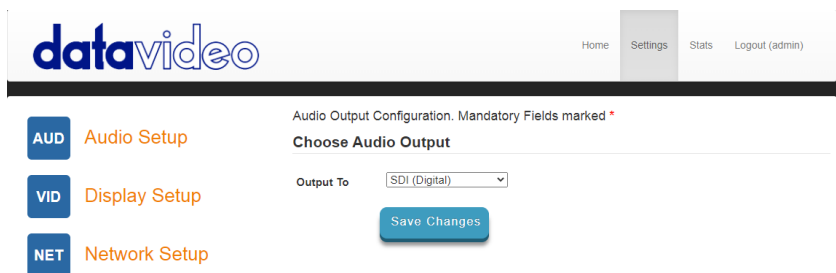 datavideo
Home Settings Stats Logout (admin)
Audio Output Configuration. Mandatory Fields marked *
Choose Audio Output
AUD Audio Setup
Output To SDI (Digital)
VID Display Setup
Save Changes
NET Network Setup